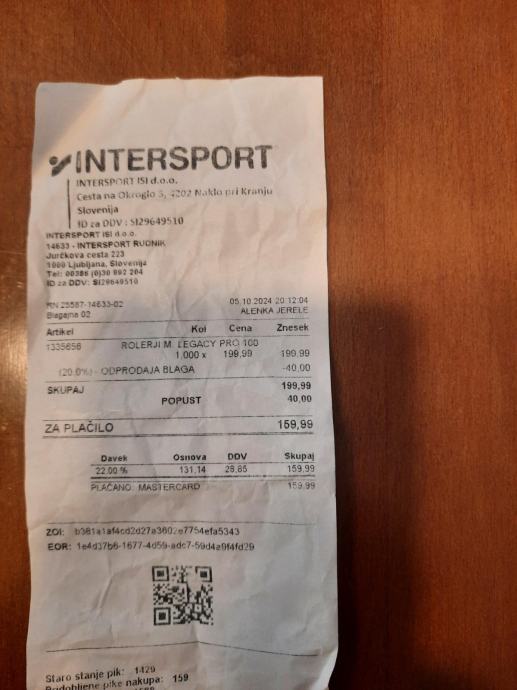 INTERSPORT
INTERSPORT ISI d.o.o.
Cesta na Okroglo 3, 4202 Naklo pri Kranju
Slovenija
ID za DDV : SI29649510
INTERSPORT ISI d.o.o.
14633 - INTERSPORT RUDNIK
Jurčkova cesta 223
1000 Ljubljana, Slovenija
Tel: 00386 (0)30 692 204
ID za DDV: SI29649510
RN 25587-14633-02 05.10.2024 20:12:04
Blagajna 02 ALENKA JERELE
Artikel Kol Cena Znesek
1335656 ROLERJI M LEGACY PRO 100
1,000 x 199,99 199,99
(20.0%) - ODPRODAJA BLAGA -40,00
SKUPAJ 199,99
POPUST 40,00
ZA PLAČILO 159,99
Davek Osnova DDV Skupaj
22.00 % 131,14 28,85 159,99
PLAČANO: MASTERCARD 159,99
ZOI:
EOR:
Staro stanje pik: 1429
Pridobljene pike nakupa: 159